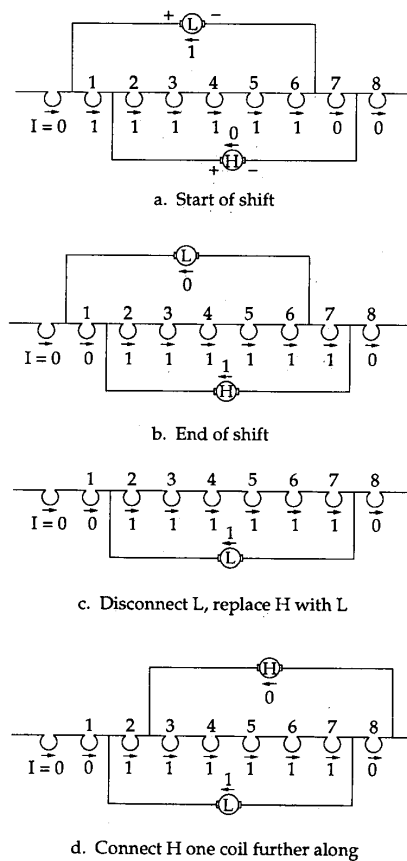 + L −
1
1 2 3 4 5 6 7 8
I = 0 1 1 1 1 1 1 0 0
0
+ H −
a. Start of shift
L
0
1 2 3 4 5 6 7 8
I = 0 0 1 1 1 1 1 1 0
1
H
b. End of shift
1 2 3 4 5 6 7 8
I = 0 0 1 1 1 1 1 1 0
1
L
c. Disconnect L, replace H with L
H
0
1 2 3 4 5 6 7 8
I = 0 0 1 1 1 1 1 1 0
1
L
d. Connect H one coil further along